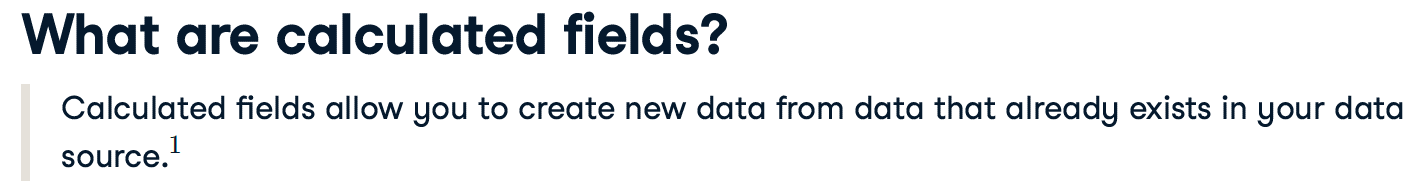 What are calculated fields?
Calculated fields allow you to create new data from data that already exists in your data
source.1